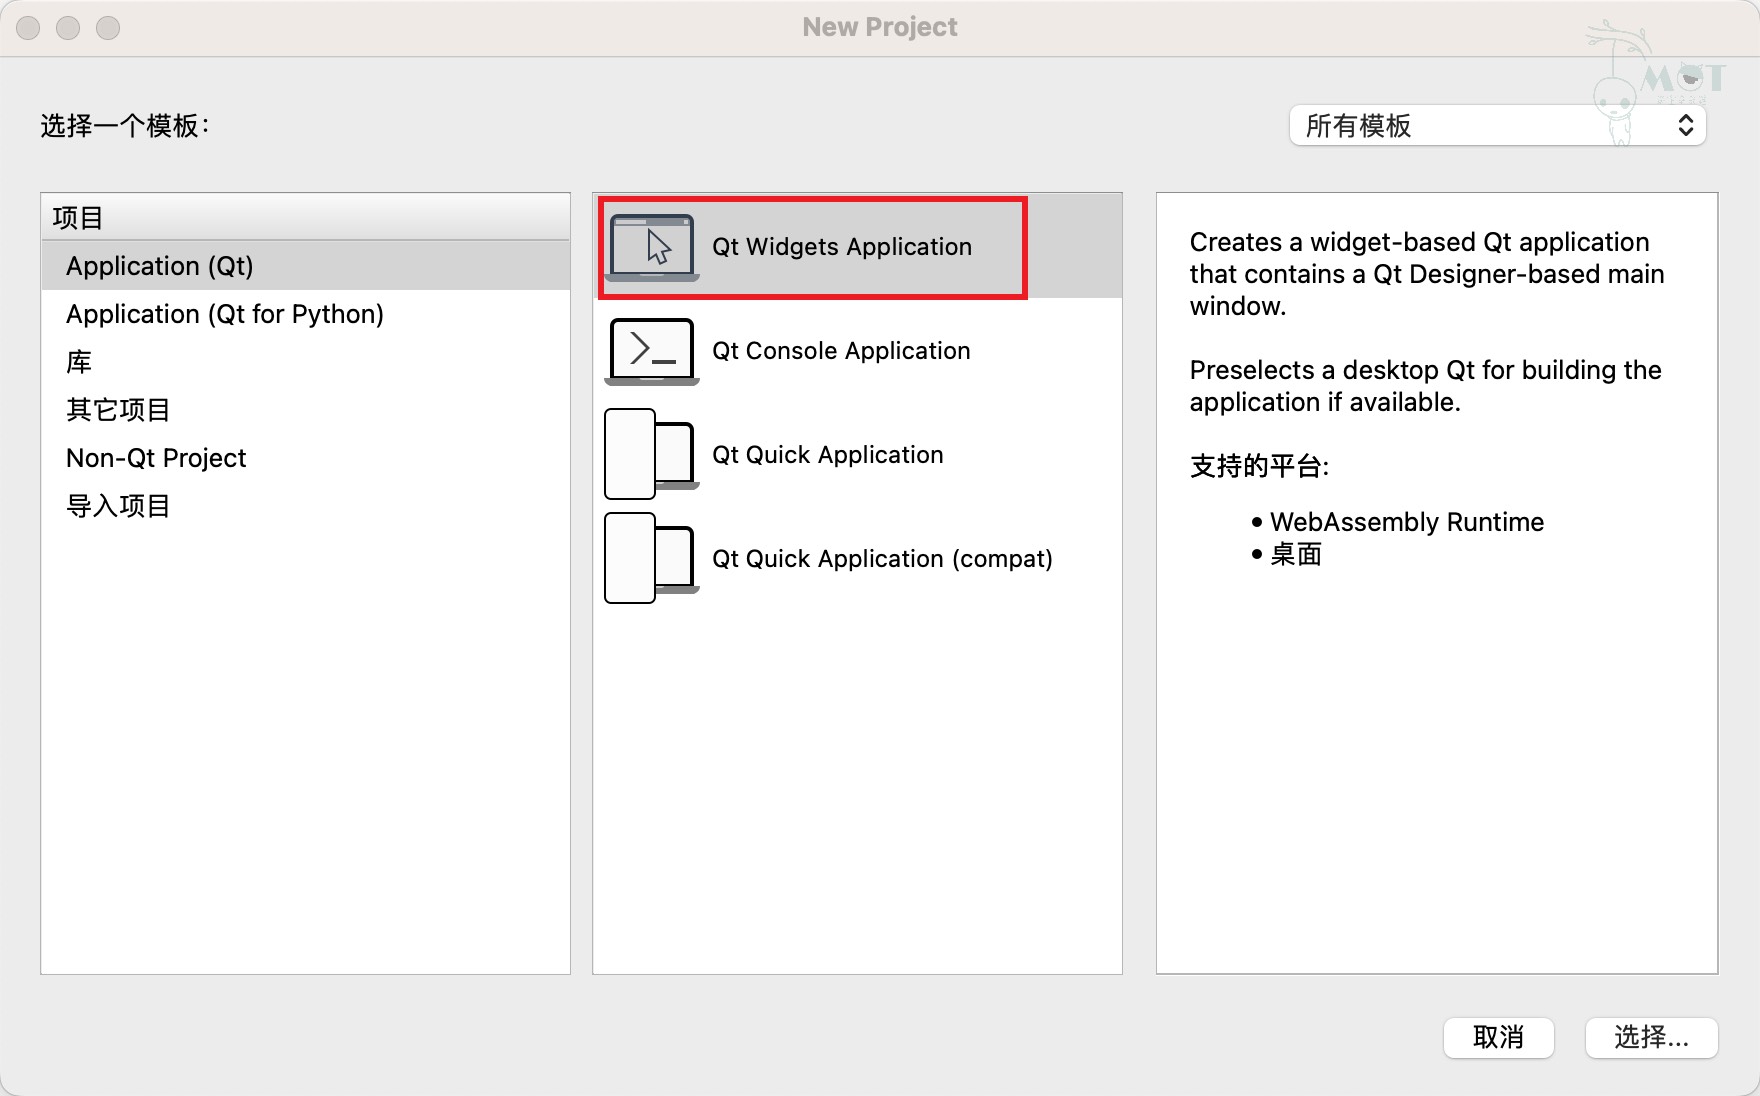 New Project
MOT
选择一个模板：
所有模板
项目
Application (Qt)
Application (Qt for Python)
库
其它项目
Non-Qt Project
导入项目
Qt Widgets Application
Qt Console Application
Qt Quick Application
Qt Quick Application (compat)
Creates a widget-based Qt application
that contains a Qt Designer-based main
window.
Preselects a desktop Qt for building the
application if available.
支持的平台:
• WebAssembly Runtime
• 桌面
取消
选择...